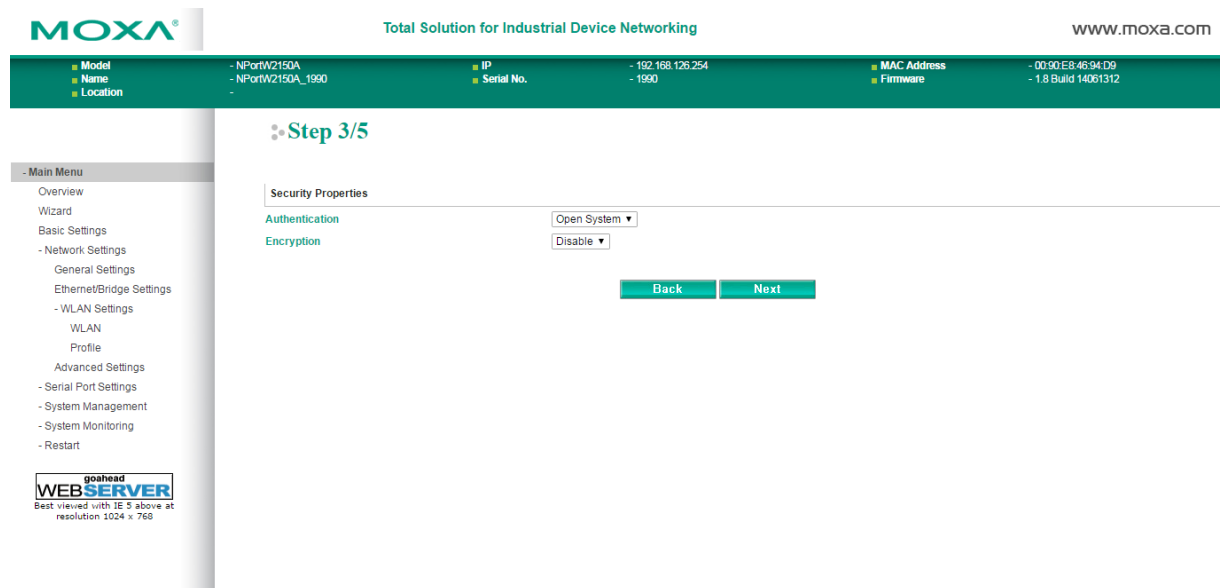 MOXA®
Total Solution for Industrial Device Networking
www.moxa.com
Model - NPortW2150A IP - 192.168.126.254 MAC Address - 00:90:E8:46:94:D9
Name - NPortW2150A_1990 Serial No. - 1990 Firmware - 1.8 Build 14061312
Location -
Step 3/5
- Main Menu
Overview
Wizard
Basic Settings
- Network Settings
General Settings
Ethernet/Bridge Settings
- WLAN Settings
WLAN
Profile
Advanced Settings
- Serial Port Settings
- System Management
- System Monitoring
- Restart
goahead
WEBSERVER
Best viewed with IE 5 above at
resolution 1024 x 768
Security Properties
Authentication Open System
Encryption Disable
Back Next